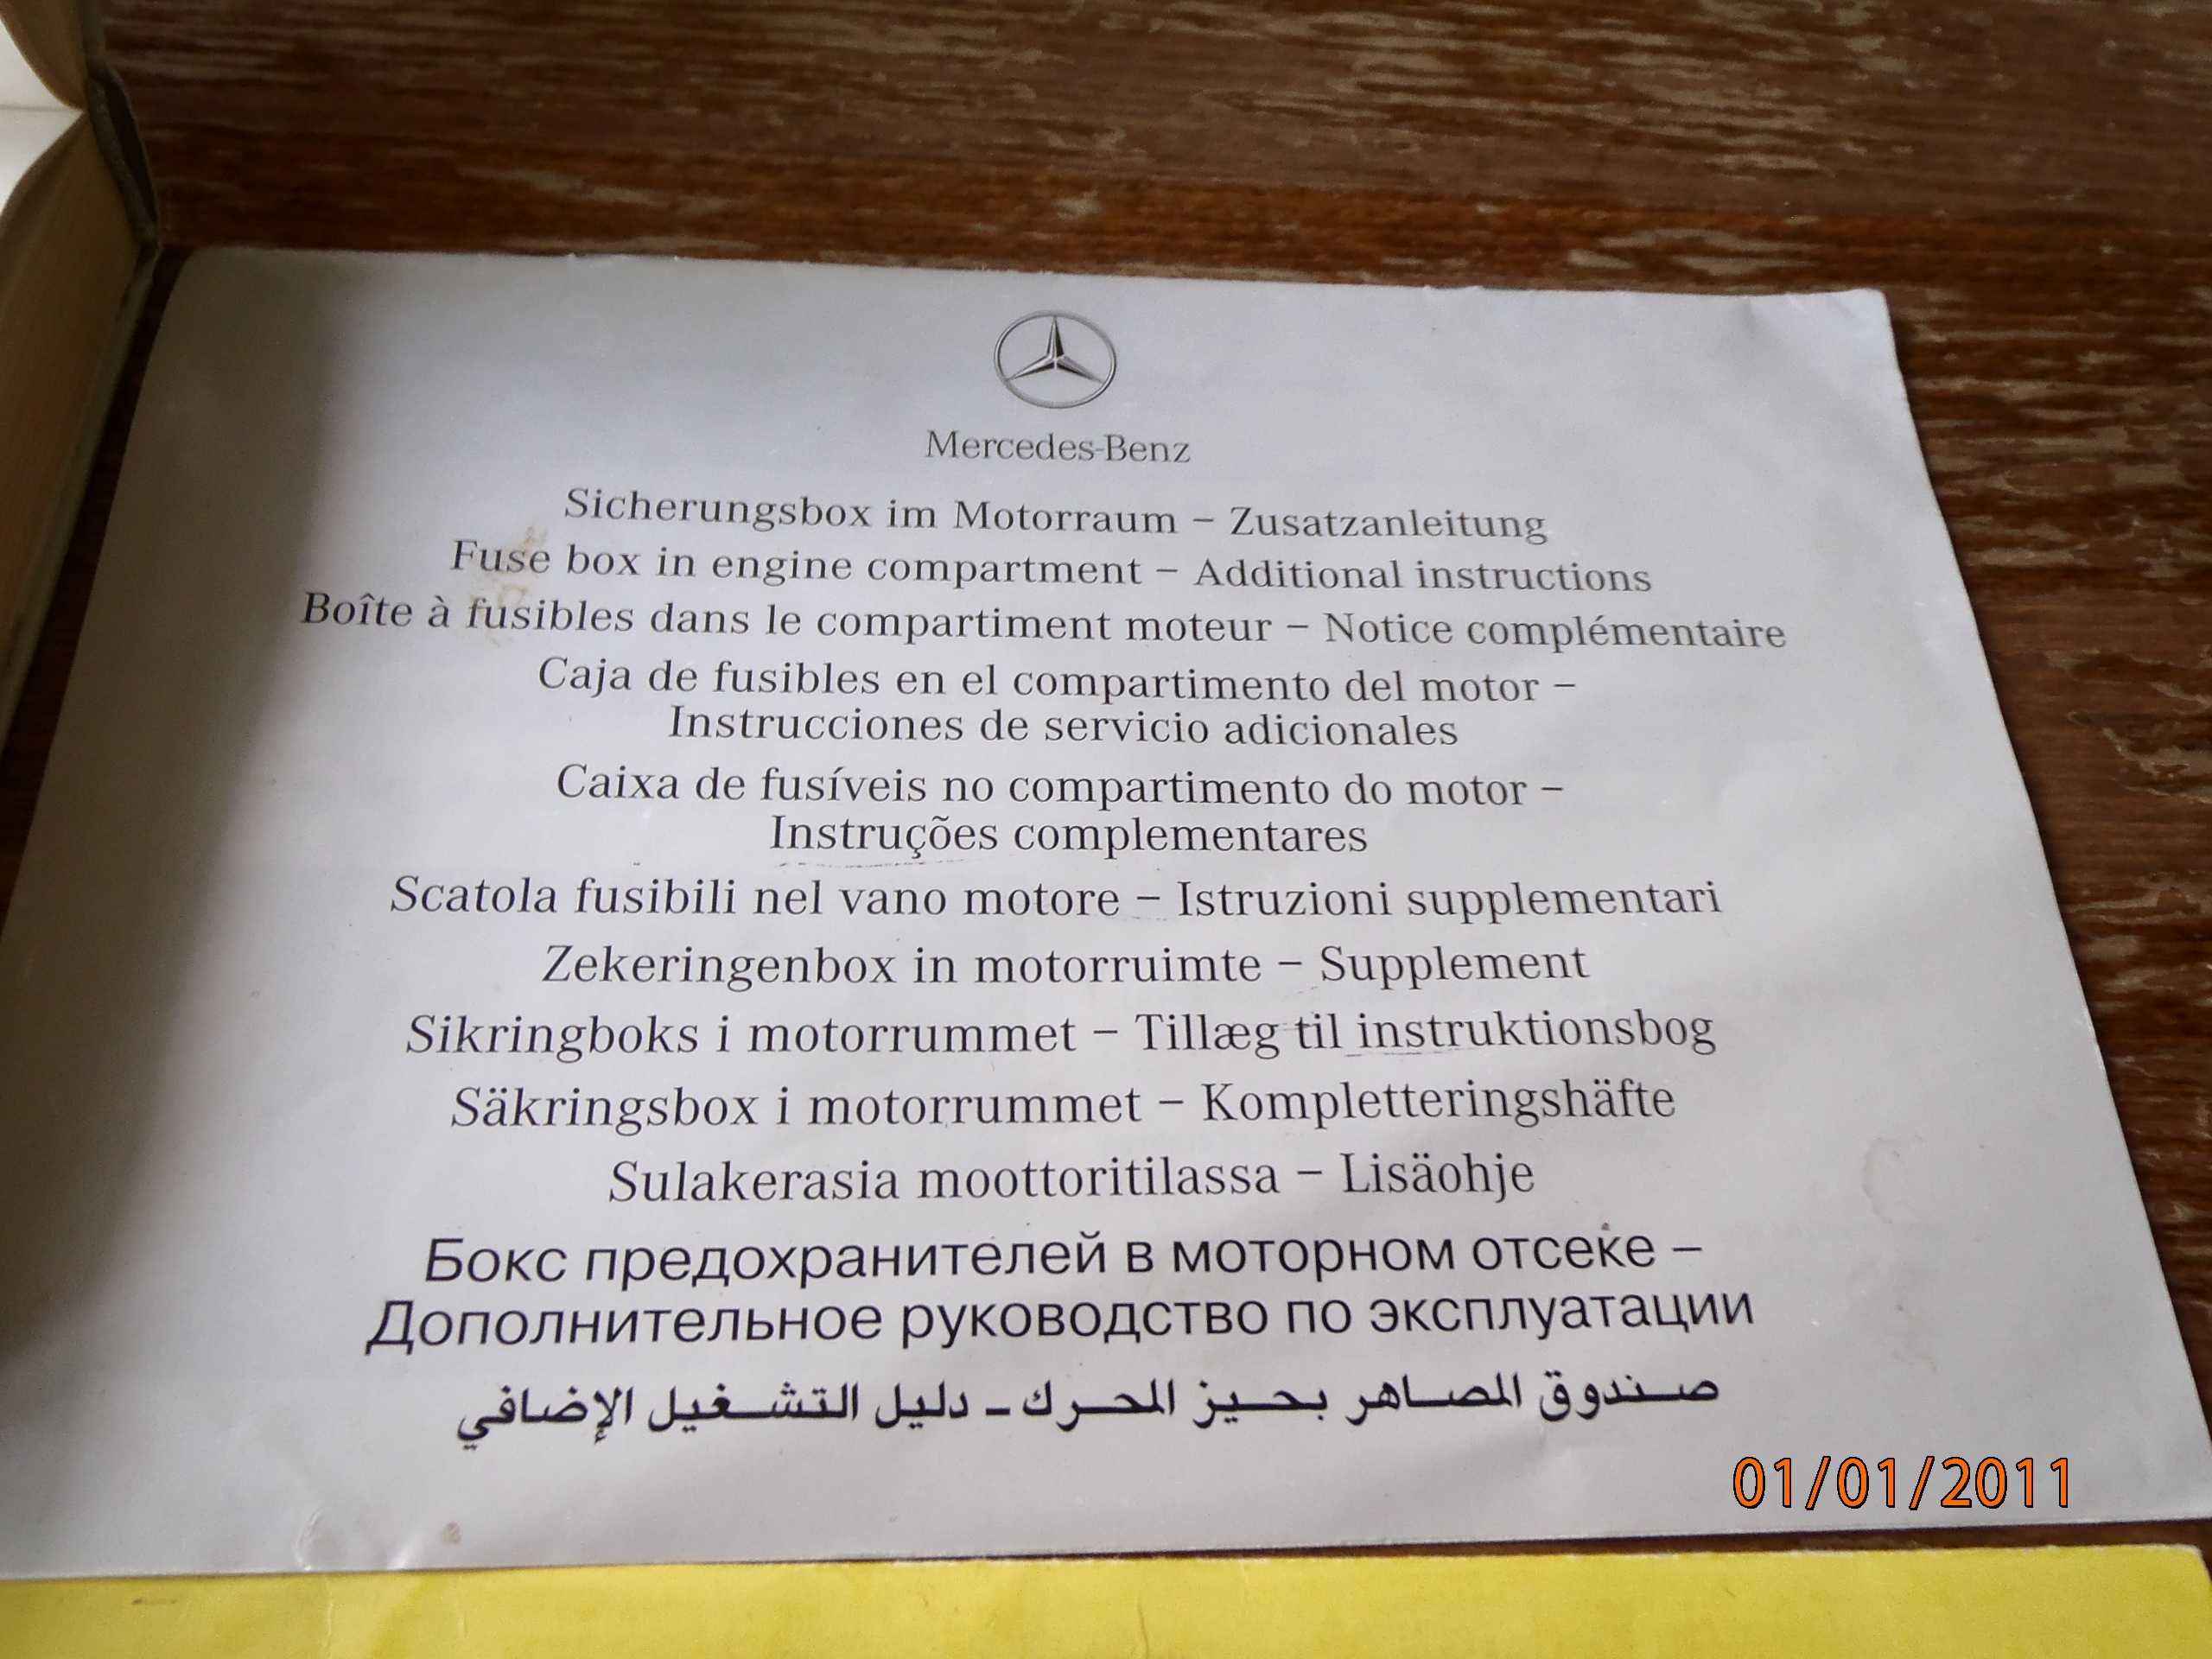 Mercedes-Benz
Sicherungsbox im Motorraum – Zusatzanleitung
Fuse box in engine compartment – Additional instructions
Boîte à fusibles dans le compartiment moteur – Notice complémentaire
Caja de fusibles en el compartimento del motor –
Instrucciones de servicio adicionales
Caixa de fusíveis no compartimento do motor –
Instruções complementares
Scatola fusibili nel vano motore – Istruzioni supplementari
Zekeringenbox in motorruimte – Supplement
Sikringboks i motorrummet – Tillæg til instruktionsbog
Säkringsbox i motorrummet – Kompletteringshäfte
Sulakerasia moottoritilassa – Lisäohje
Бокс предохранителей в моторном отсеке –
Дополнительное руководство по эксплуатации
صندوق المصاهر بحيز المحرك - دليل التشغيل الإضافي
01/01/2011